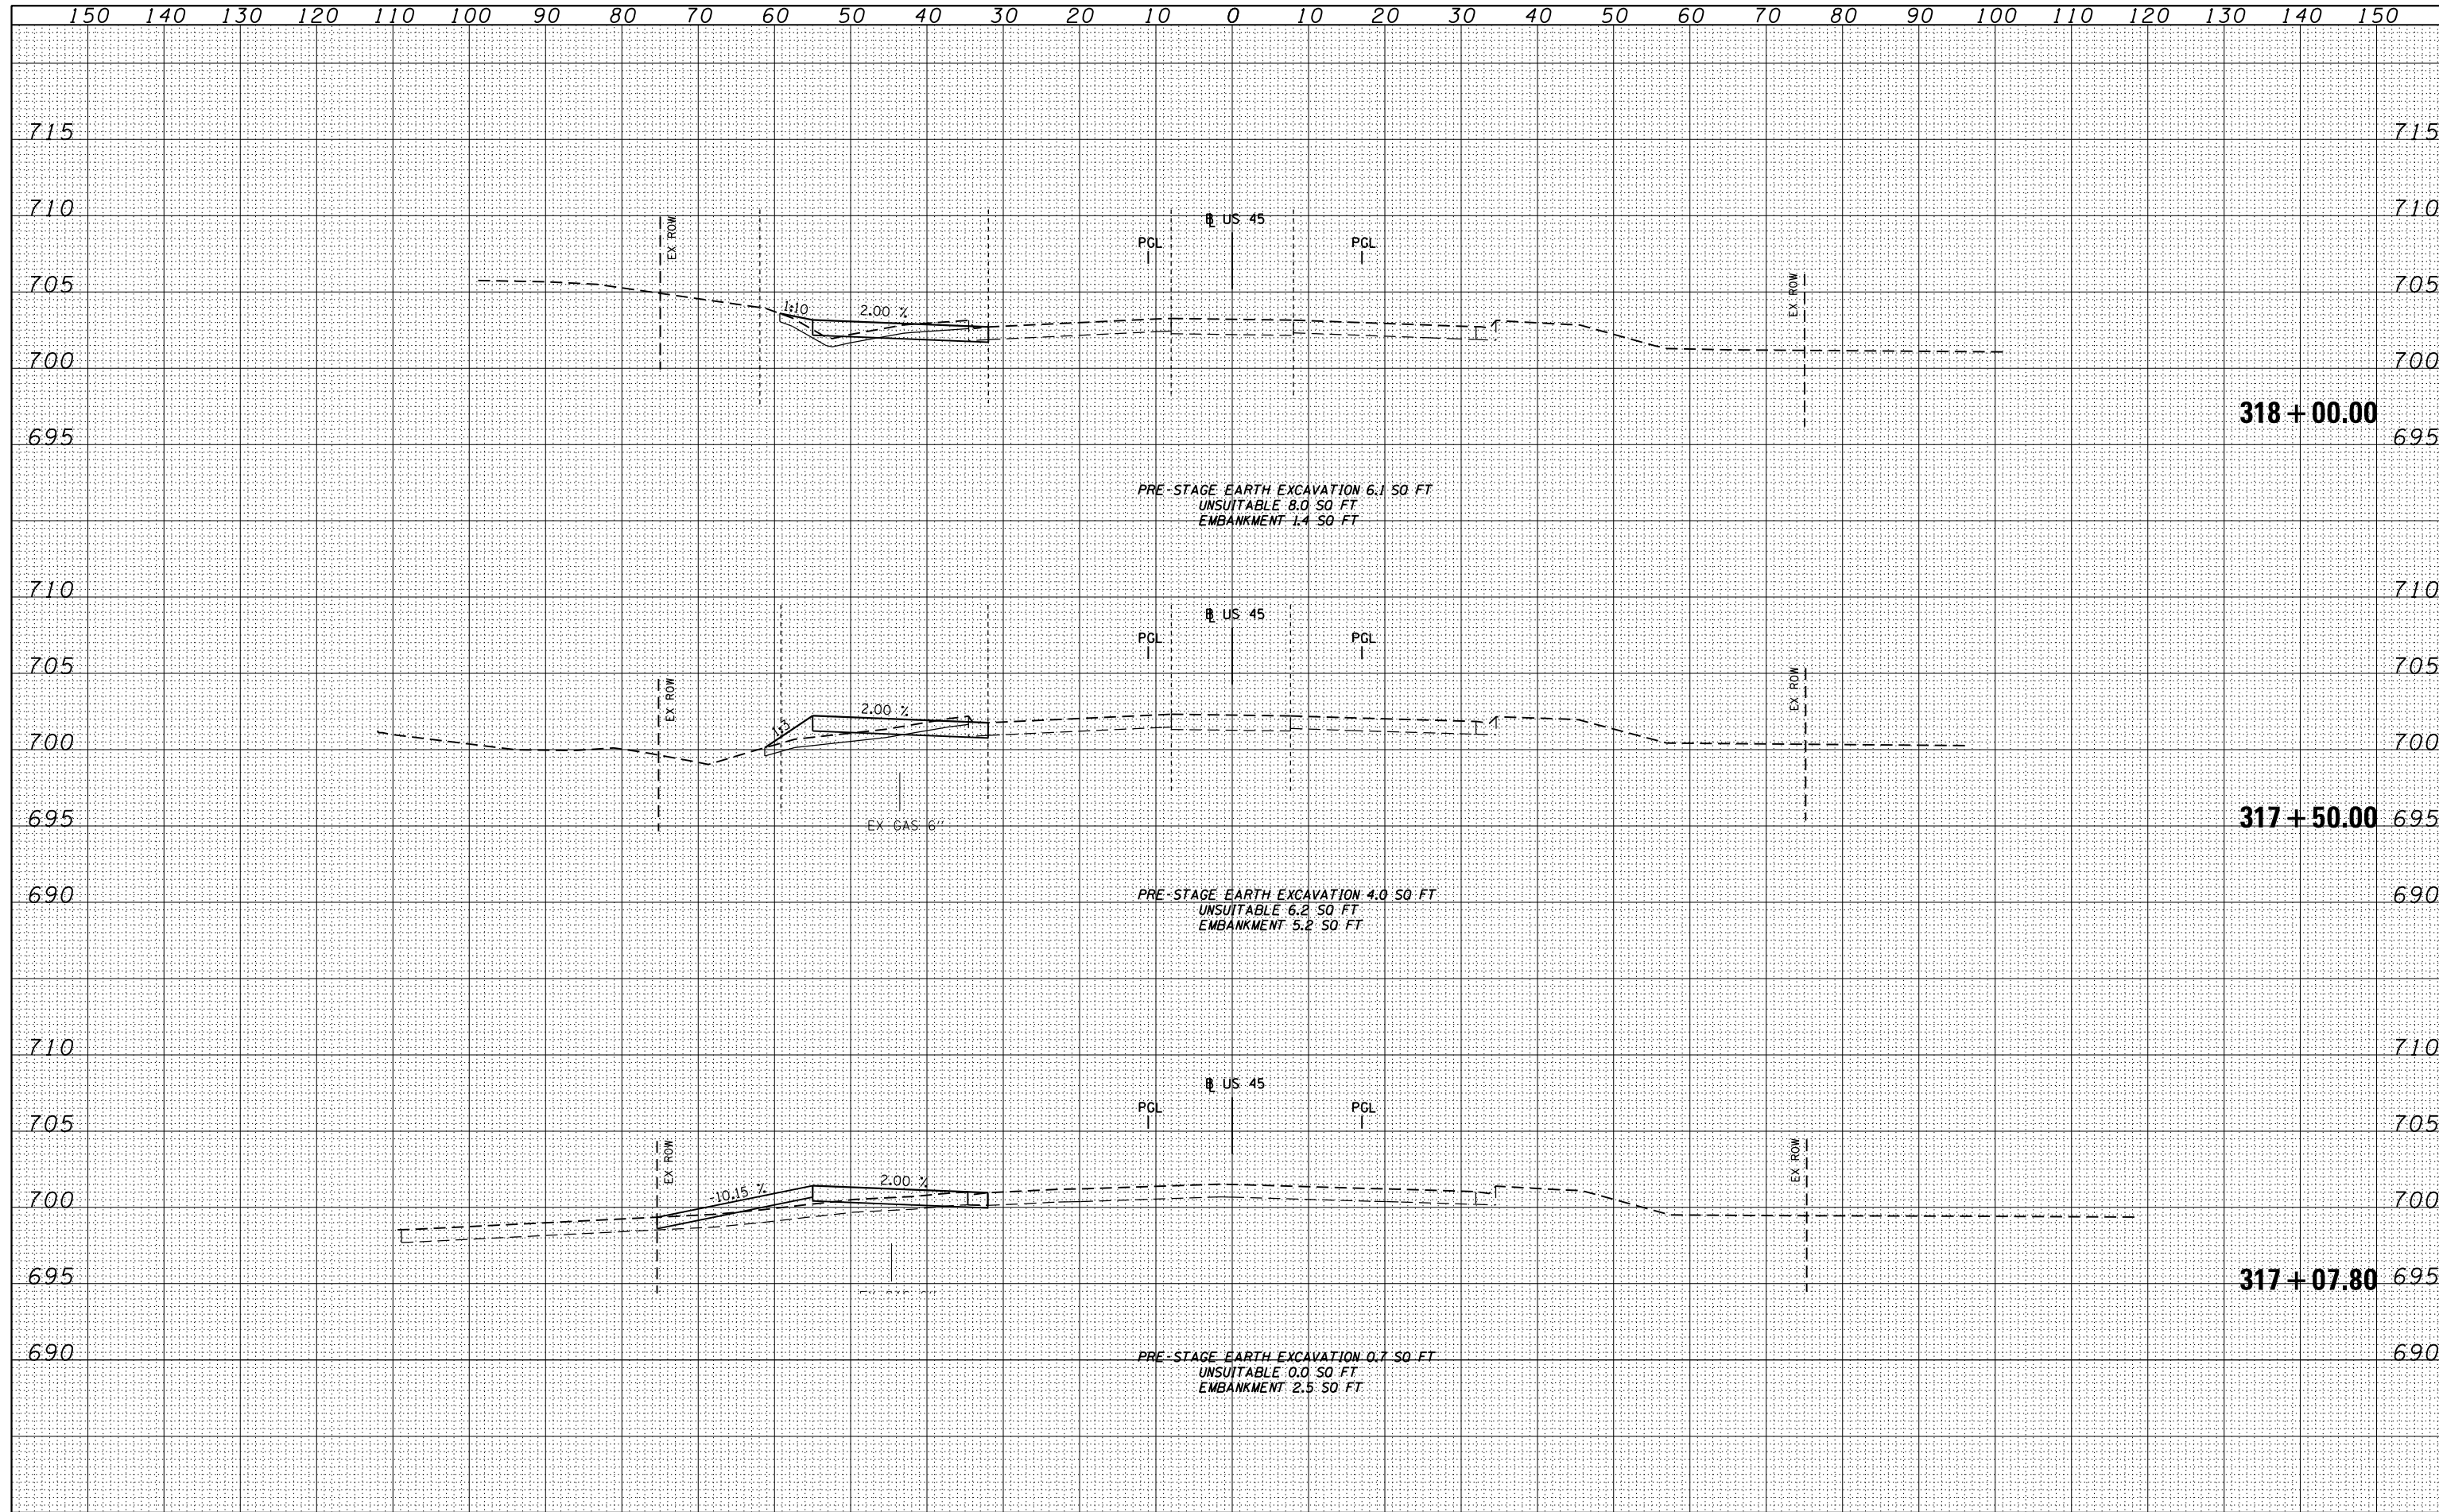 150 140 130 120 110 100 90 80 70 60 50 40 30 20 10 0 10 20 30 40 50 60 70 80 90 100 110 120 130 140 150
715 715
710 710
EX ROW
℄ US 45
PGL PGL
EX ROW
705 705
1:10 2.00 %
700 700
318+00.00
695 695
PRE-STAGE EARTH EXCAVATION 6.1 SQ FT
UNSUITABLE 8.0 SQ FT
EMBANKMENT 1.4 SQ FT
710 710
℄ US 45
PGL PGL
705 705
EX ROW EX ROW
1:3 2.00 %
700 700
EX GAS 6"
695 317+50.00 695
690 690
PRE-STAGE EARTH EXCAVATION 4.0 SQ FT
UNSUITABLE 6.2 SQ FT
EMBANKMENT 5.2 SQ FT
710 710
℄ US 45
PGL PGL
705 705
EX ROW EX ROW
-10.15 % 2.00 %
700 700
695 317+07.80 695
690 690
PRE-STAGE EARTH EXCAVATION 0.7 SQ FT
UNSUITABLE 0.0 SQ FT
EMBANKMENT 2.5 SQ FT